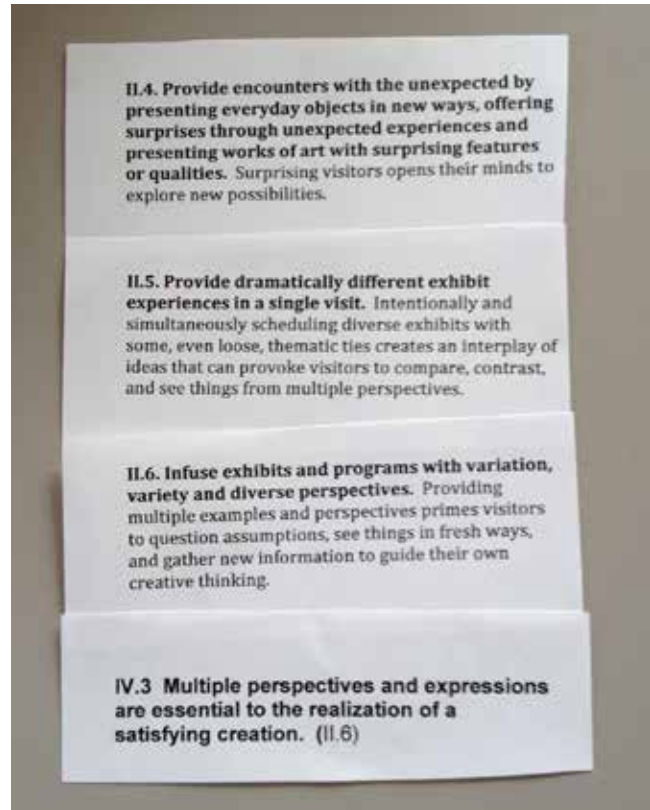 II.4. Provide encounters with the unexpected by
presenting everyday objects in new ways, offering
surprises through unexpected experiences and
presenting works of art with surprising features
or qualities. Surprising visitors opens their minds to
explore new possibilities.
II.5. Provide dramatically different exhibit
experiences in a single visit. Intentionally and
simultaneously scheduling diverse exhibits with
some, even loose, thematic ties creates an interplay of
ideas that can provoke visitors to compare, contrast,
and see things from multiple perspectives.
II.6. Infuse exhibits and programs with variation,
variety and diverse perspectives. Providing
multiple examples and perspectives primes visitors
to question assumptions, see things in fresh ways,
and gather new information to guide their own
creative thinking.
IV.3 Multiple perspectives and expressions
are essential to the realization of a
satisfying creation. (II.6)